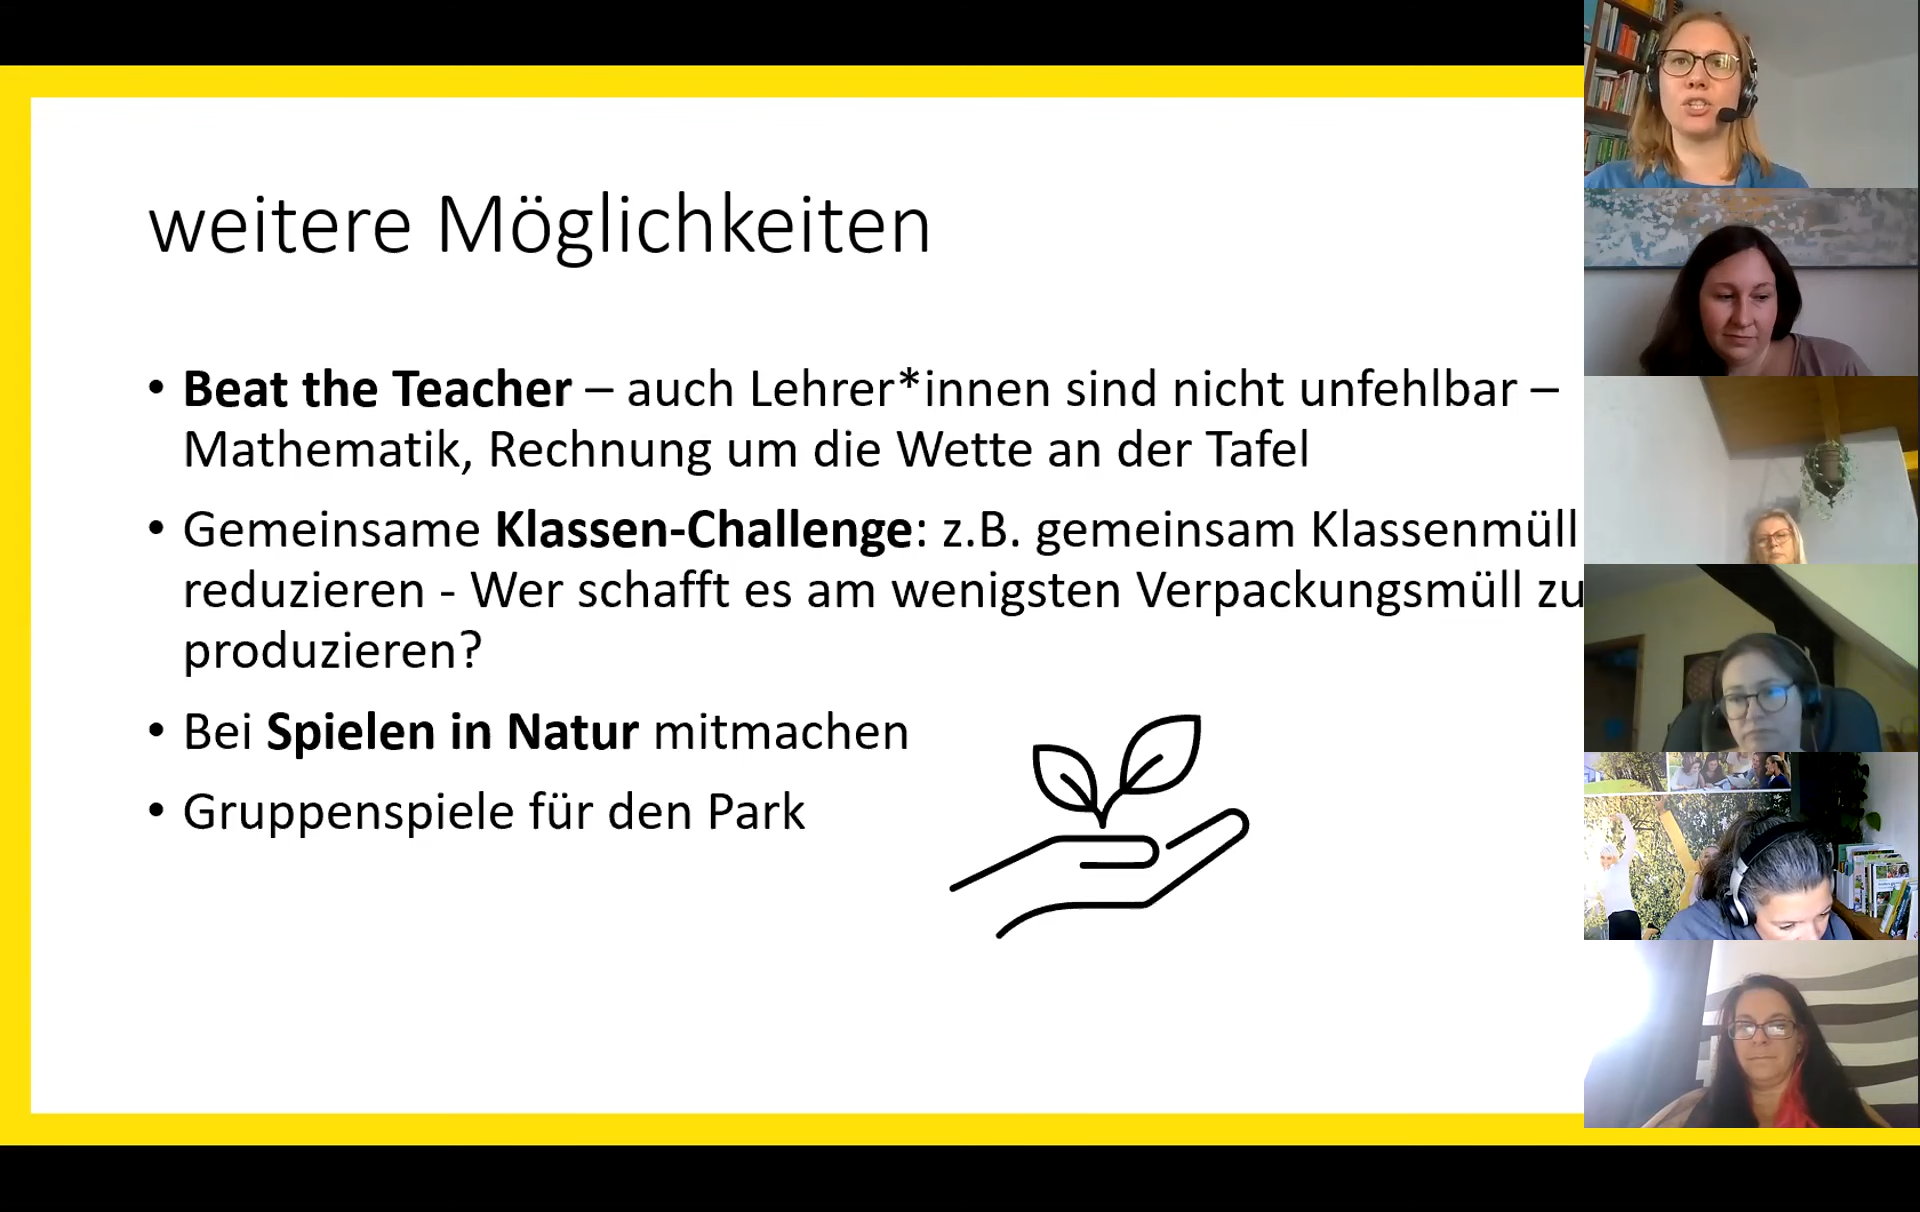 weitere Möglichkeiten
• Beat the Teacher – auch Lehrer*innen sind nicht unfehlbar –
Mathematik, Rechnung um die Wette an der Tafel
• Gemeinsame Klassen-Challenge: z.B. gemeinsam Klassenmüll
reduzieren - Wer schafft es am wenigsten Verpackungsmüll zu
produzieren?
• Bei Spielen in Natur mitmachen
• Gruppenspiele für den Park